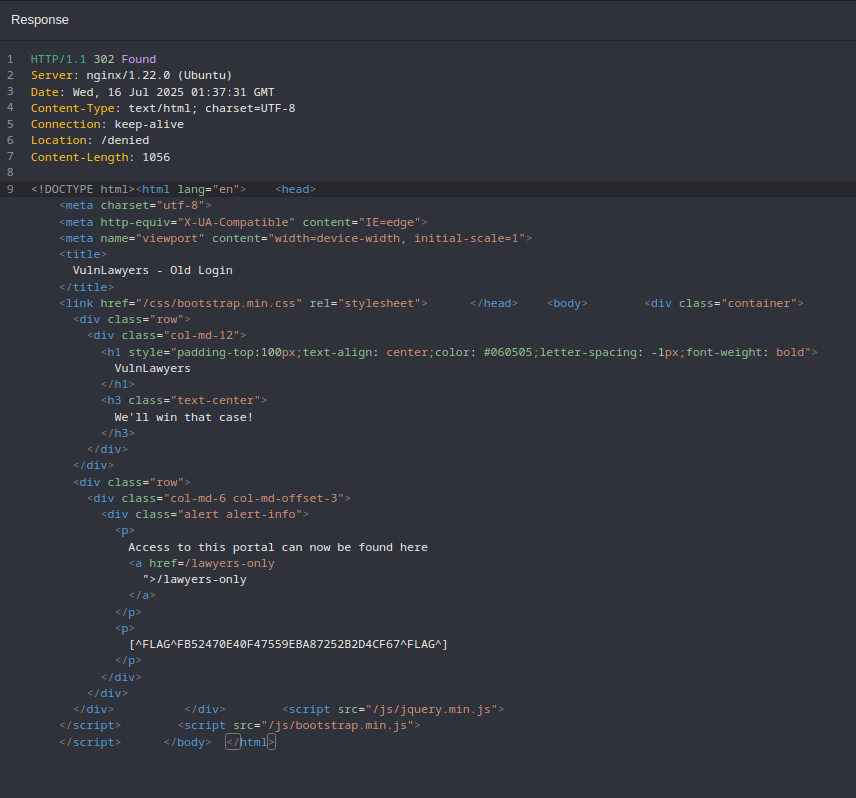 Response
1 HTTP/1.1 302 Found
2 Server: nginx/1.22.0 (Ubuntu)
3 Date: Wed, 16 Jul 2025 01:37:31 GMT
4 Content-Type: text/html; charset=UTF-8
5 Connection: keep-alive
6 Location: /denied
7 Content-Length: 1056
8
9 <!DOCTYPE html><html lang="en">    <head>
<meta charset="utf-8">
<meta http-equiv="X-UA-Compatible" content="IE=edge">
<meta name="viewport" content="width=device-width, initial-scale=1">
<title>
VulnLawyers - Old Login
</title>
<link href="/css/bootstrap.min.css" rel="stylesheet">      </head>    <body>        <div class="container">
<div class="row">
<div class="col-md-12">
<h1 style="padding-top:100px;text-align: center;color: #060505;letter-spacing: -1px;font-weight: bold">
VulnLawyers
</h1>
<h3 class="text-center">
We'll win that case!
</h3>
</div>
</div>
<div class="row">
<div class="col-md-6 col-md-offset-3">
<div class="alert alert-info">
<p>
Access to this portal can now be found here
<a href=/lawyers-only
">/lawyers-only
</a>
</p>
<p>
[^FLAG^FB52470E40F47559EBA87252B2D4CF67^FLAG^]
</p>
</div>
</div>
</div>          </div>        <script src="/js/jquery.min.js">
</script>        <script src="/js/bootstrap.min.js">
</script>      </body>  </html>